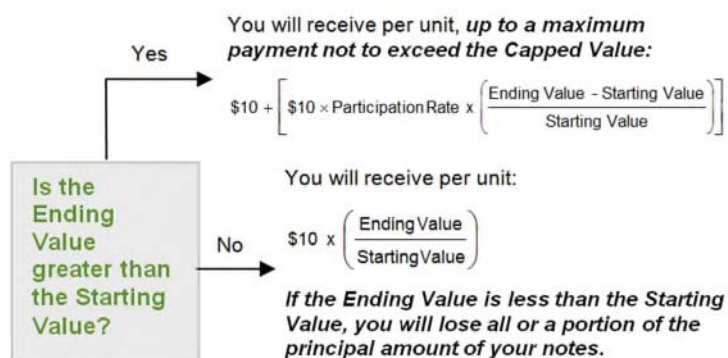 You will receive per unit, up to a maximum
payment not to exceed the Capped Value:
Yes
$10 + [ $10 × Participation Rate x ( Ending Value - Starting Value / Starting Value ) ]
Is the
Ending
Value
greater than
the Starting
Value?
No
You will receive per unit:
$10 x ( Ending Value / Starting Value )
If the Ending Value is less than the Starting
Value, you will lose all or a portion of the
principal amount of your notes.